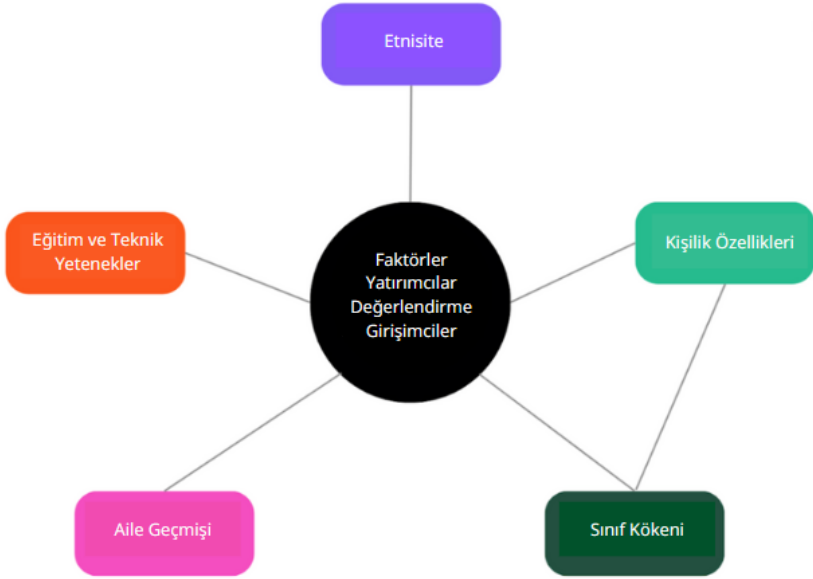 Etnisite
Eğitim ve Teknik
Yetenekler
Faktörler
Yatırımcılar
Değerlendirme
Girişimciler
Kişilik Özellikleri
Aile Geçmişi
Sınıf Kökeni